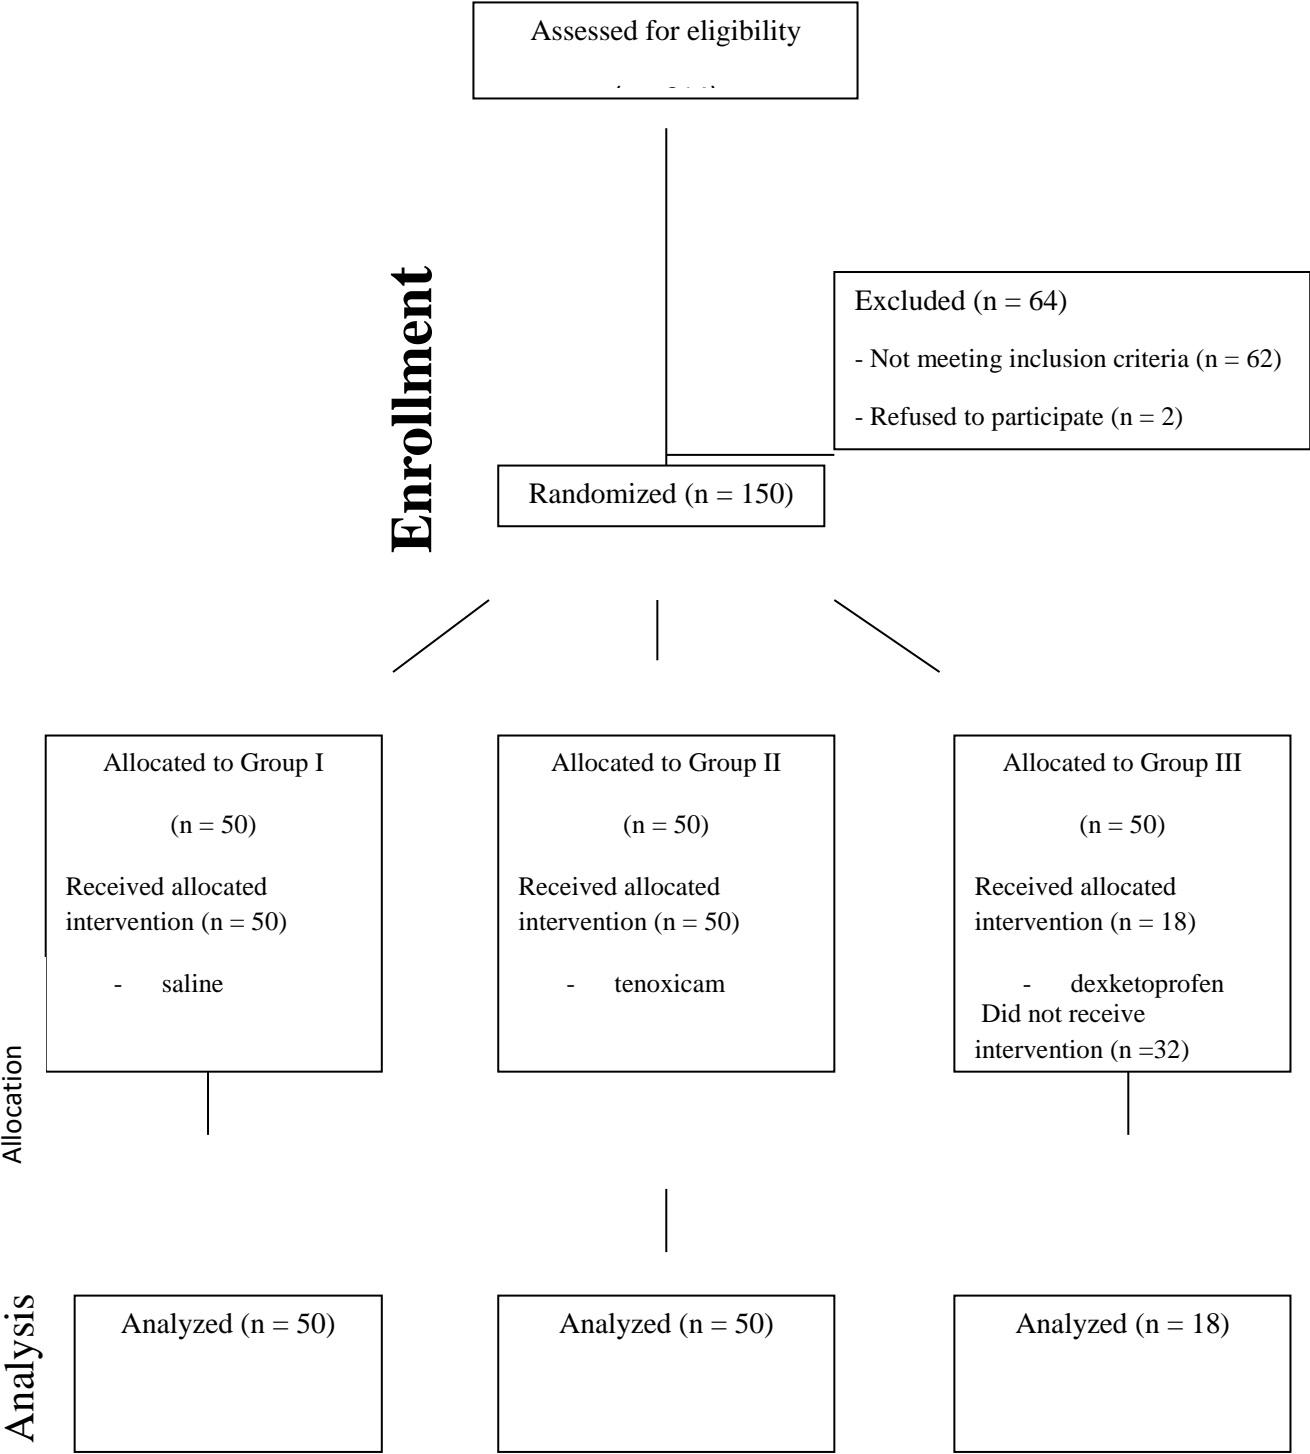 Assessed for eligibility
Enrollment
Excluded (n = 64)
- Not meeting inclusion criteria (n = 62)
- Refused to participate (n = 2)
Randomized (n = 150)
Allocated to Group I
(n = 50)
Received allocated
intervention (n = 50)
- saline
Allocated to Group II
(n = 50)
Received allocated
intervention (n = 50)
- tenoxicam
Allocated to Group III
(n = 50)
Received allocated
intervention (n = 18)
- dexketoprofen
Did not receive
intervention (n =32)
Allocation
Analysis
Analyzed (n = 50)
Analyzed (n = 50)
Analyzed (n = 18)